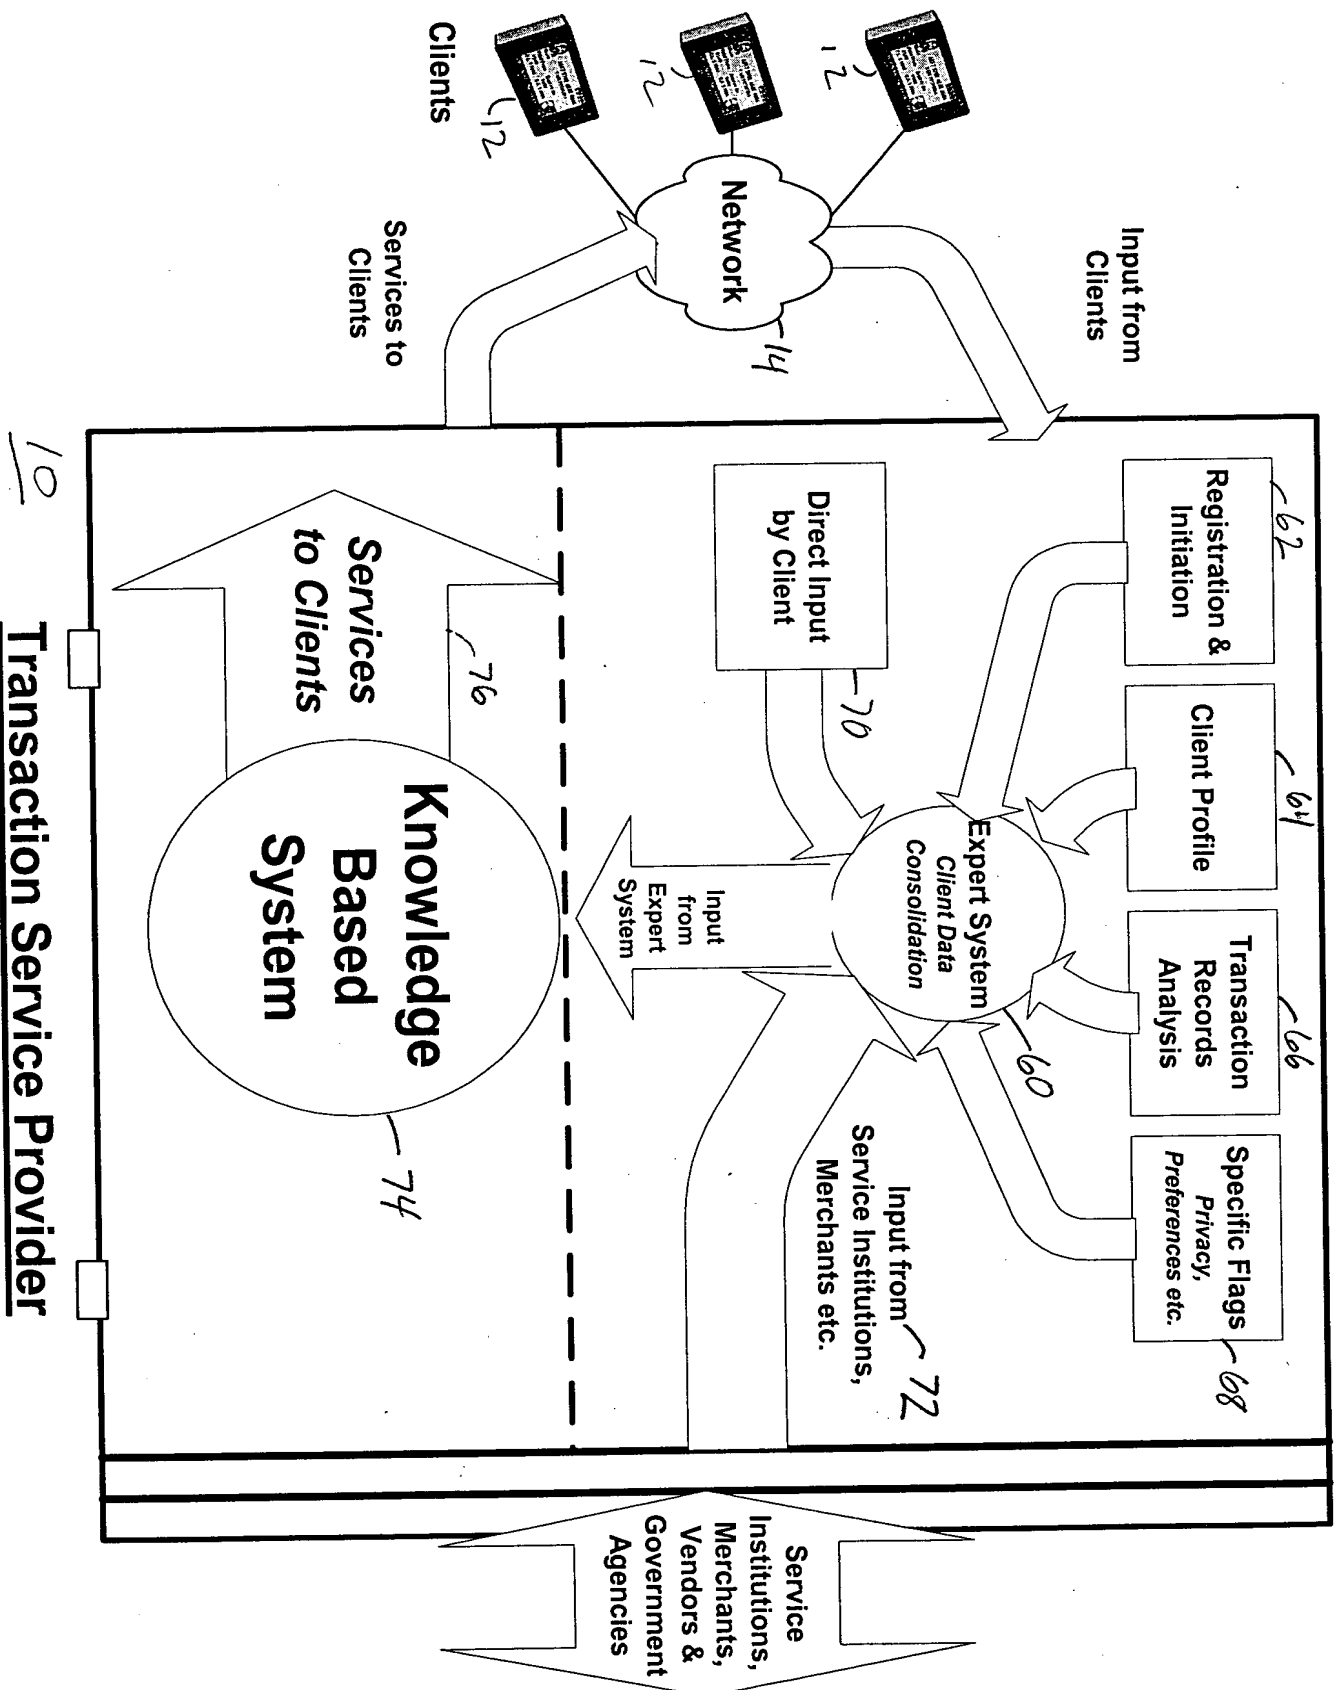 Clients
12
12
12
Network
14
Input from
Clients
Services to
Clients
62
Registration &
Initiation
64
Client Profile
66
Transaction
Records
Analysis
68
Specific Flags
Privacy,
Preferences etc.
Direct Input
by Client
70
Expert System
Client Data
Consolidation
60
Input from
Service Institutions,
Merchants etc.
72
Input
from
Expert
System
Services
to Clients
76
Knowledge
Based
System
74
Service
Institutions,
Merchants,
Vendors &
Government
Agencies
10
Transaction Service Provider